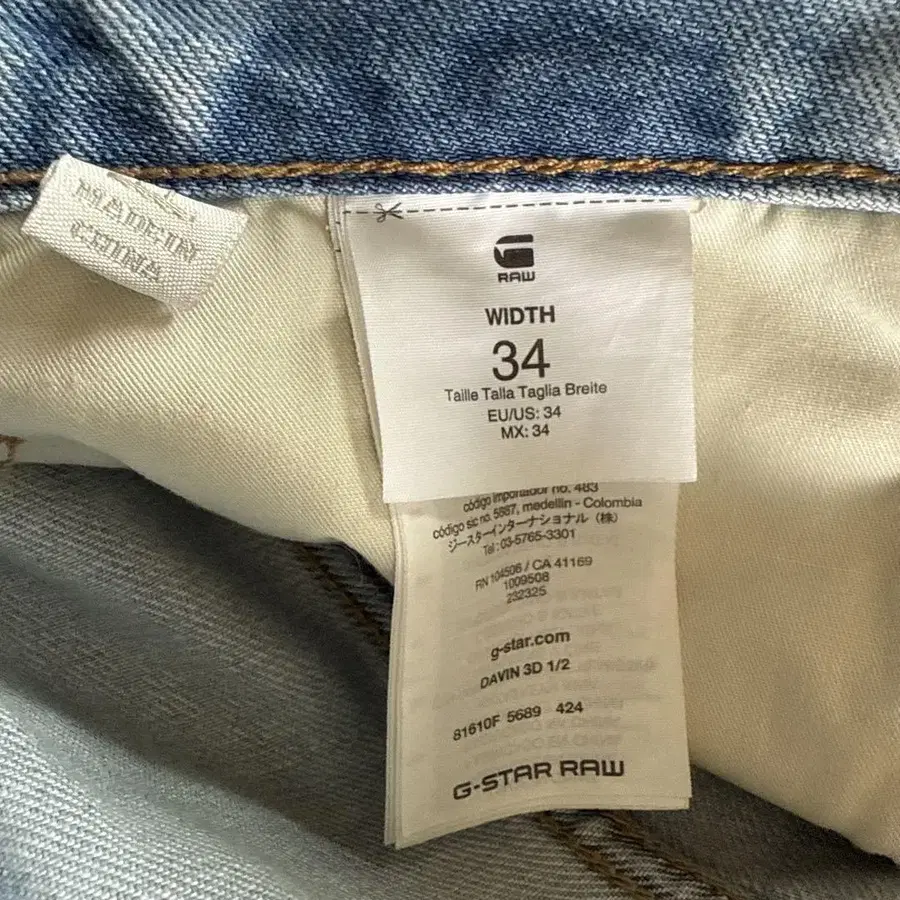 MADE IN
CHINA
RAW
WIDTH
34
Taille Talla Taglia Breite
EU/US: 34
MX: 34
código importador no. 483
código sic no. 5887, medellin - Colombia
ジースターインターナショナル（株）
Tel : 03-5765-3301
RN 104506 / CA 41169
1009508
232325
g-star.com
DAVIN 3D 1/2
81610F 5689 424
G-STAR RAW